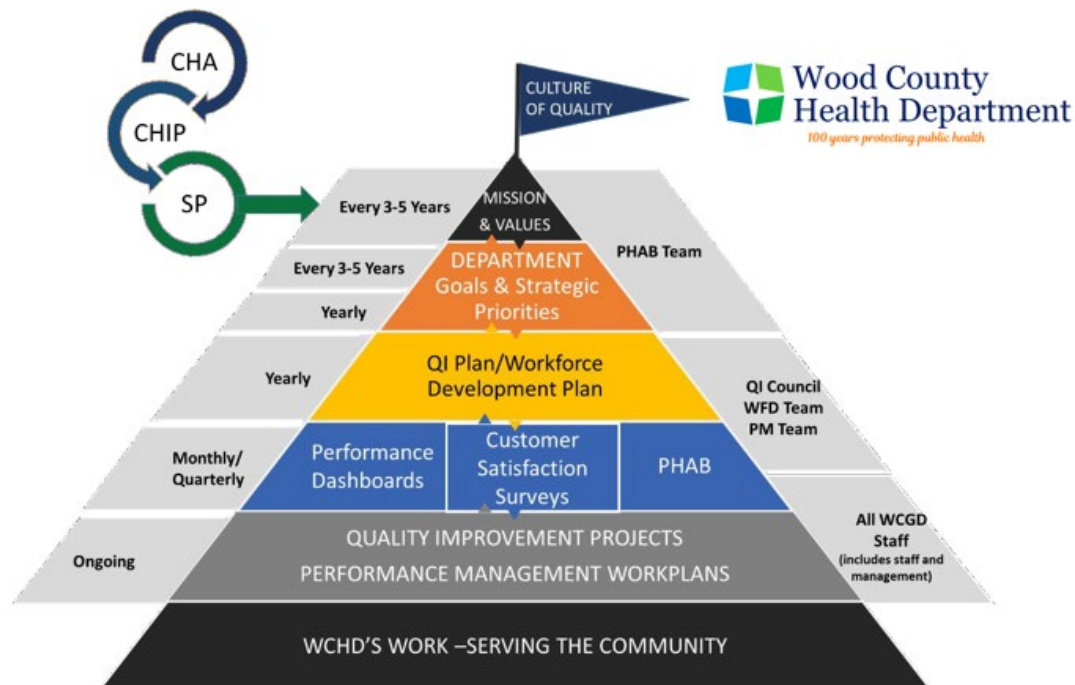 CHA
CHIP
SP
CULTURE
OF QUALITY
Wood County
Health Department
100 years protecting public health
Every 3-5 Years
MISSION
& VALUES
PHAB Team
Every 3-5 Years
Yearly
DEPARTMENT
Goals & Strategic
Priorities
Yearly
QI Plan/Workforce
Development Plan
QI Council
WFD Team
PM Team
Monthly/
Quarterly
Performance
Dashboards
Customer
Satisfaction
Surveys
PHAB
Ongoing
QUALITY IMPROVEMENT PROJECTS
PERFORMANCE MANAGEMENT WORKPLANS
All WCGD
Staff
(includes staff and
management)
WCHD'S WORK –SERVING THE COMMUNITY